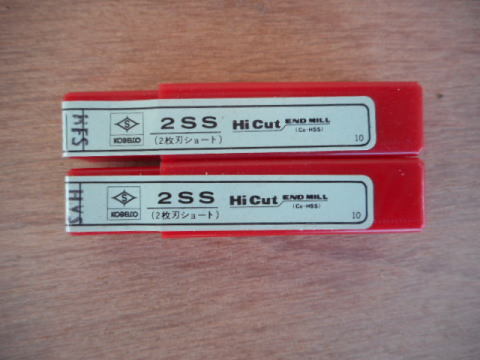 KOBELCO
2SS
(2枚刃ショート)
Hi Cut END MILL
(Co-HSS)
10
KOBELCO
2SS
(2枚刃ショート)
Hi Cut END MILL
(Co-HSS)
10